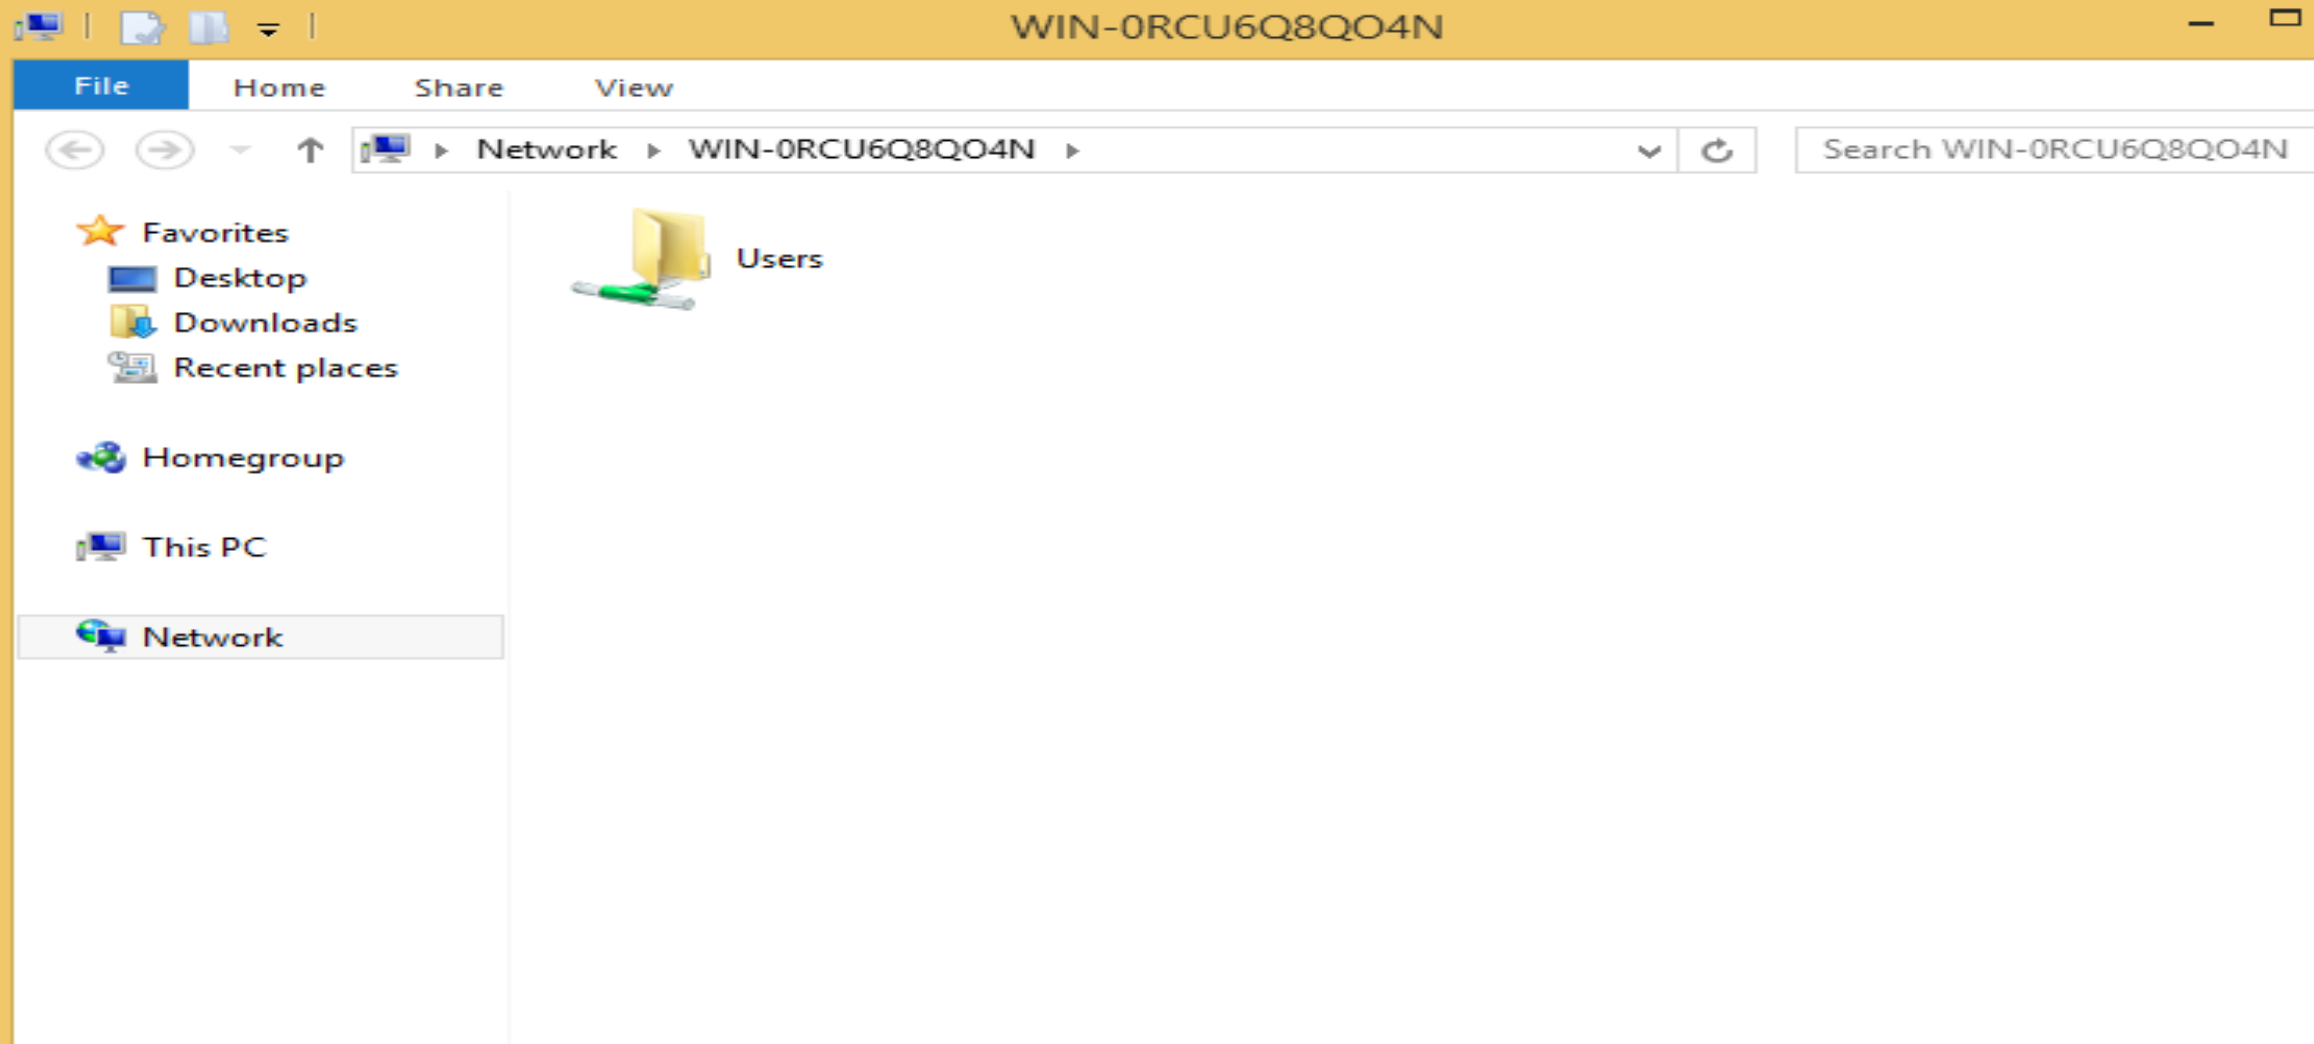 WIN-0RCU6Q8QO4N
File Home Share View
Network WIN-0RCU6Q8QO4N
Search WIN-0RCU6Q8QO4N
Favorites
Desktop
Downloads
Recent places
Homegroup
This PC
Network
Users